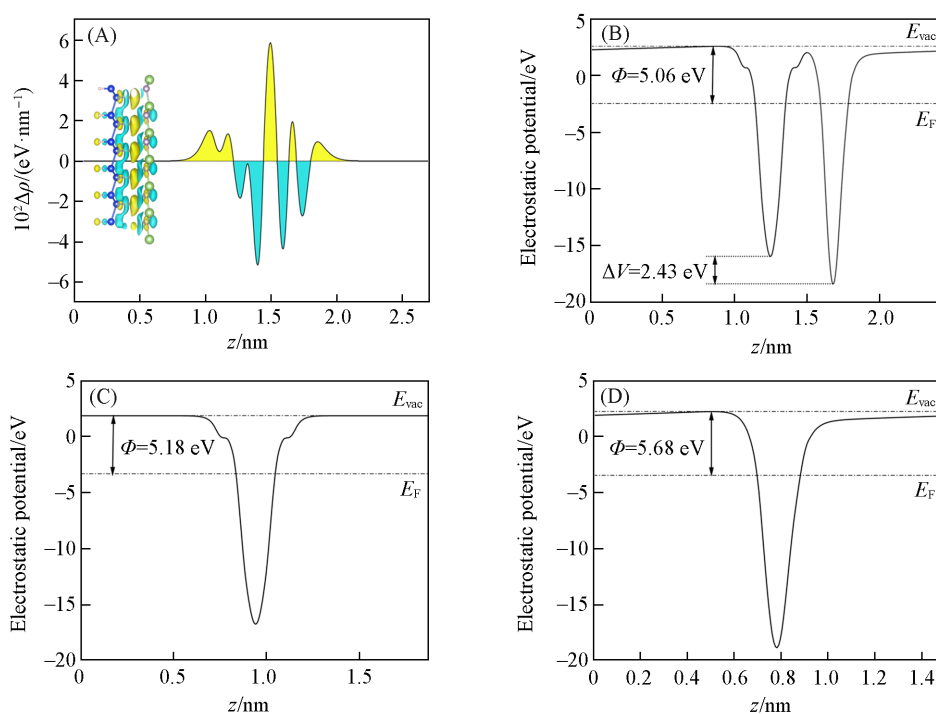 (A)
6
4
2
0
−2
−4
−6
10²Δρ/(eV·nm⁻¹)
0 0.5 1.0 1.5 2.0 2.5
z/nm
(B)
5
0
−5
−10
−15
−20
Electrostatic potential/eV
E_vac
Φ=5.06 eV
E_F
ΔV=2.43 eV
0 0.5 1.0 1.5 2.0
z/nm
(C)
5
0
−5
−10
−15
−20
Electrostatic potential/eV
E_vac
Φ=5.18 eV
E_F
0 0.5 1.0 1.5
z/nm
(D)
5
0
−5
−10
−15
−20
Electrostatic potential/eV
E_vac
Φ=5.68 eV
E_F
0 0.2 0.4 0.6 0.8 1.0 1.2 1.4
z/nm